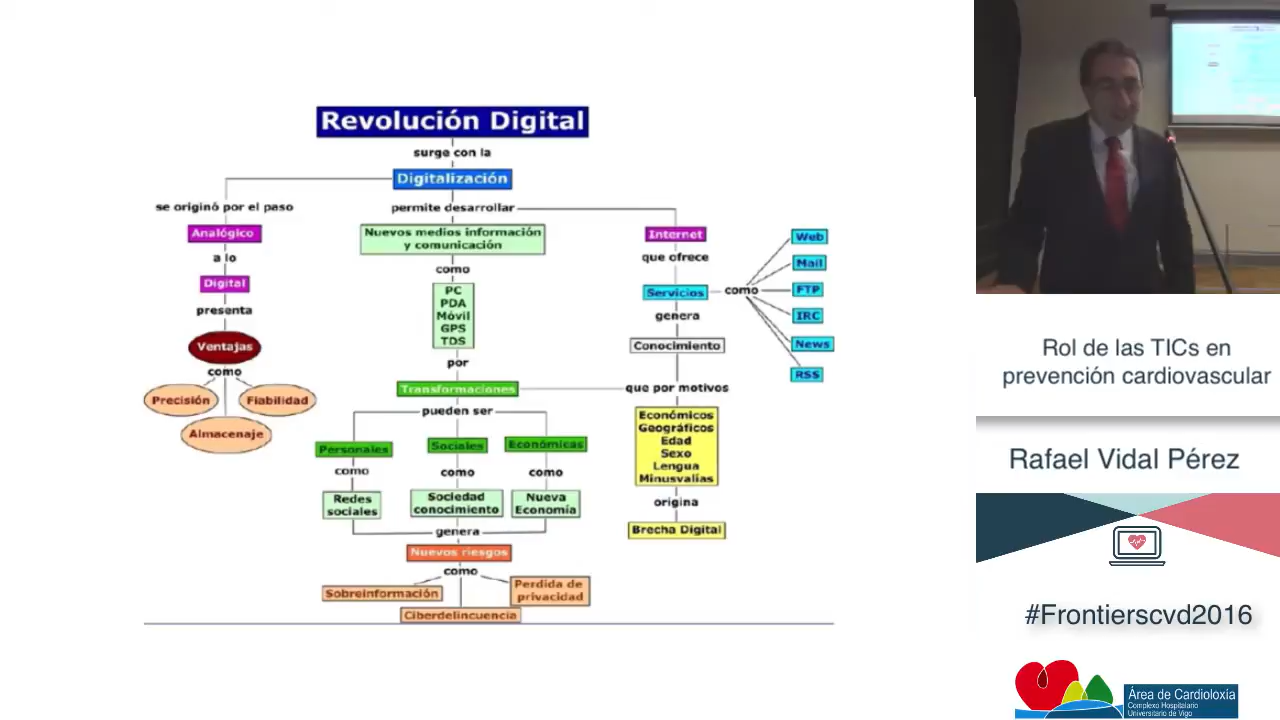 Revolución Digital
surge con la
Digitalización
se originó por el paso
Analógico
a lo
Digital
presenta
Ventajas
como
Precisión
Fiabilidad
Almacenaje
permite desarrollar
Nuevos medios información
y comunicación
como
PC
PDA
Móvil
GPS
TDS
por
Transformaciones
pueden ser
Personales
Sociales
Económicas
como
como
como
Redes
sociales
Sociedad
conocimiento
Nueva
Economía
genera
Nuevos riesgos
como
Sobreinformación
Ciberdelincuencia
Perdida de
privacidad
Internet
que ofrece
Servicios
como
Web
Mail
FTP
IRC
News
RSS
genera
Conocimiento
que por motivos
Económicos
Geográficos
Edad
Sexo
Lengua
Minusvalías
origina
Brecha Digital
Rol de las TICs en
prevención cardiovascular
Rafael Vidal Pérez
#Frontierscvd2016
Área de Cardioloxía
Complexo Hospitalario
Universitario de Vigo